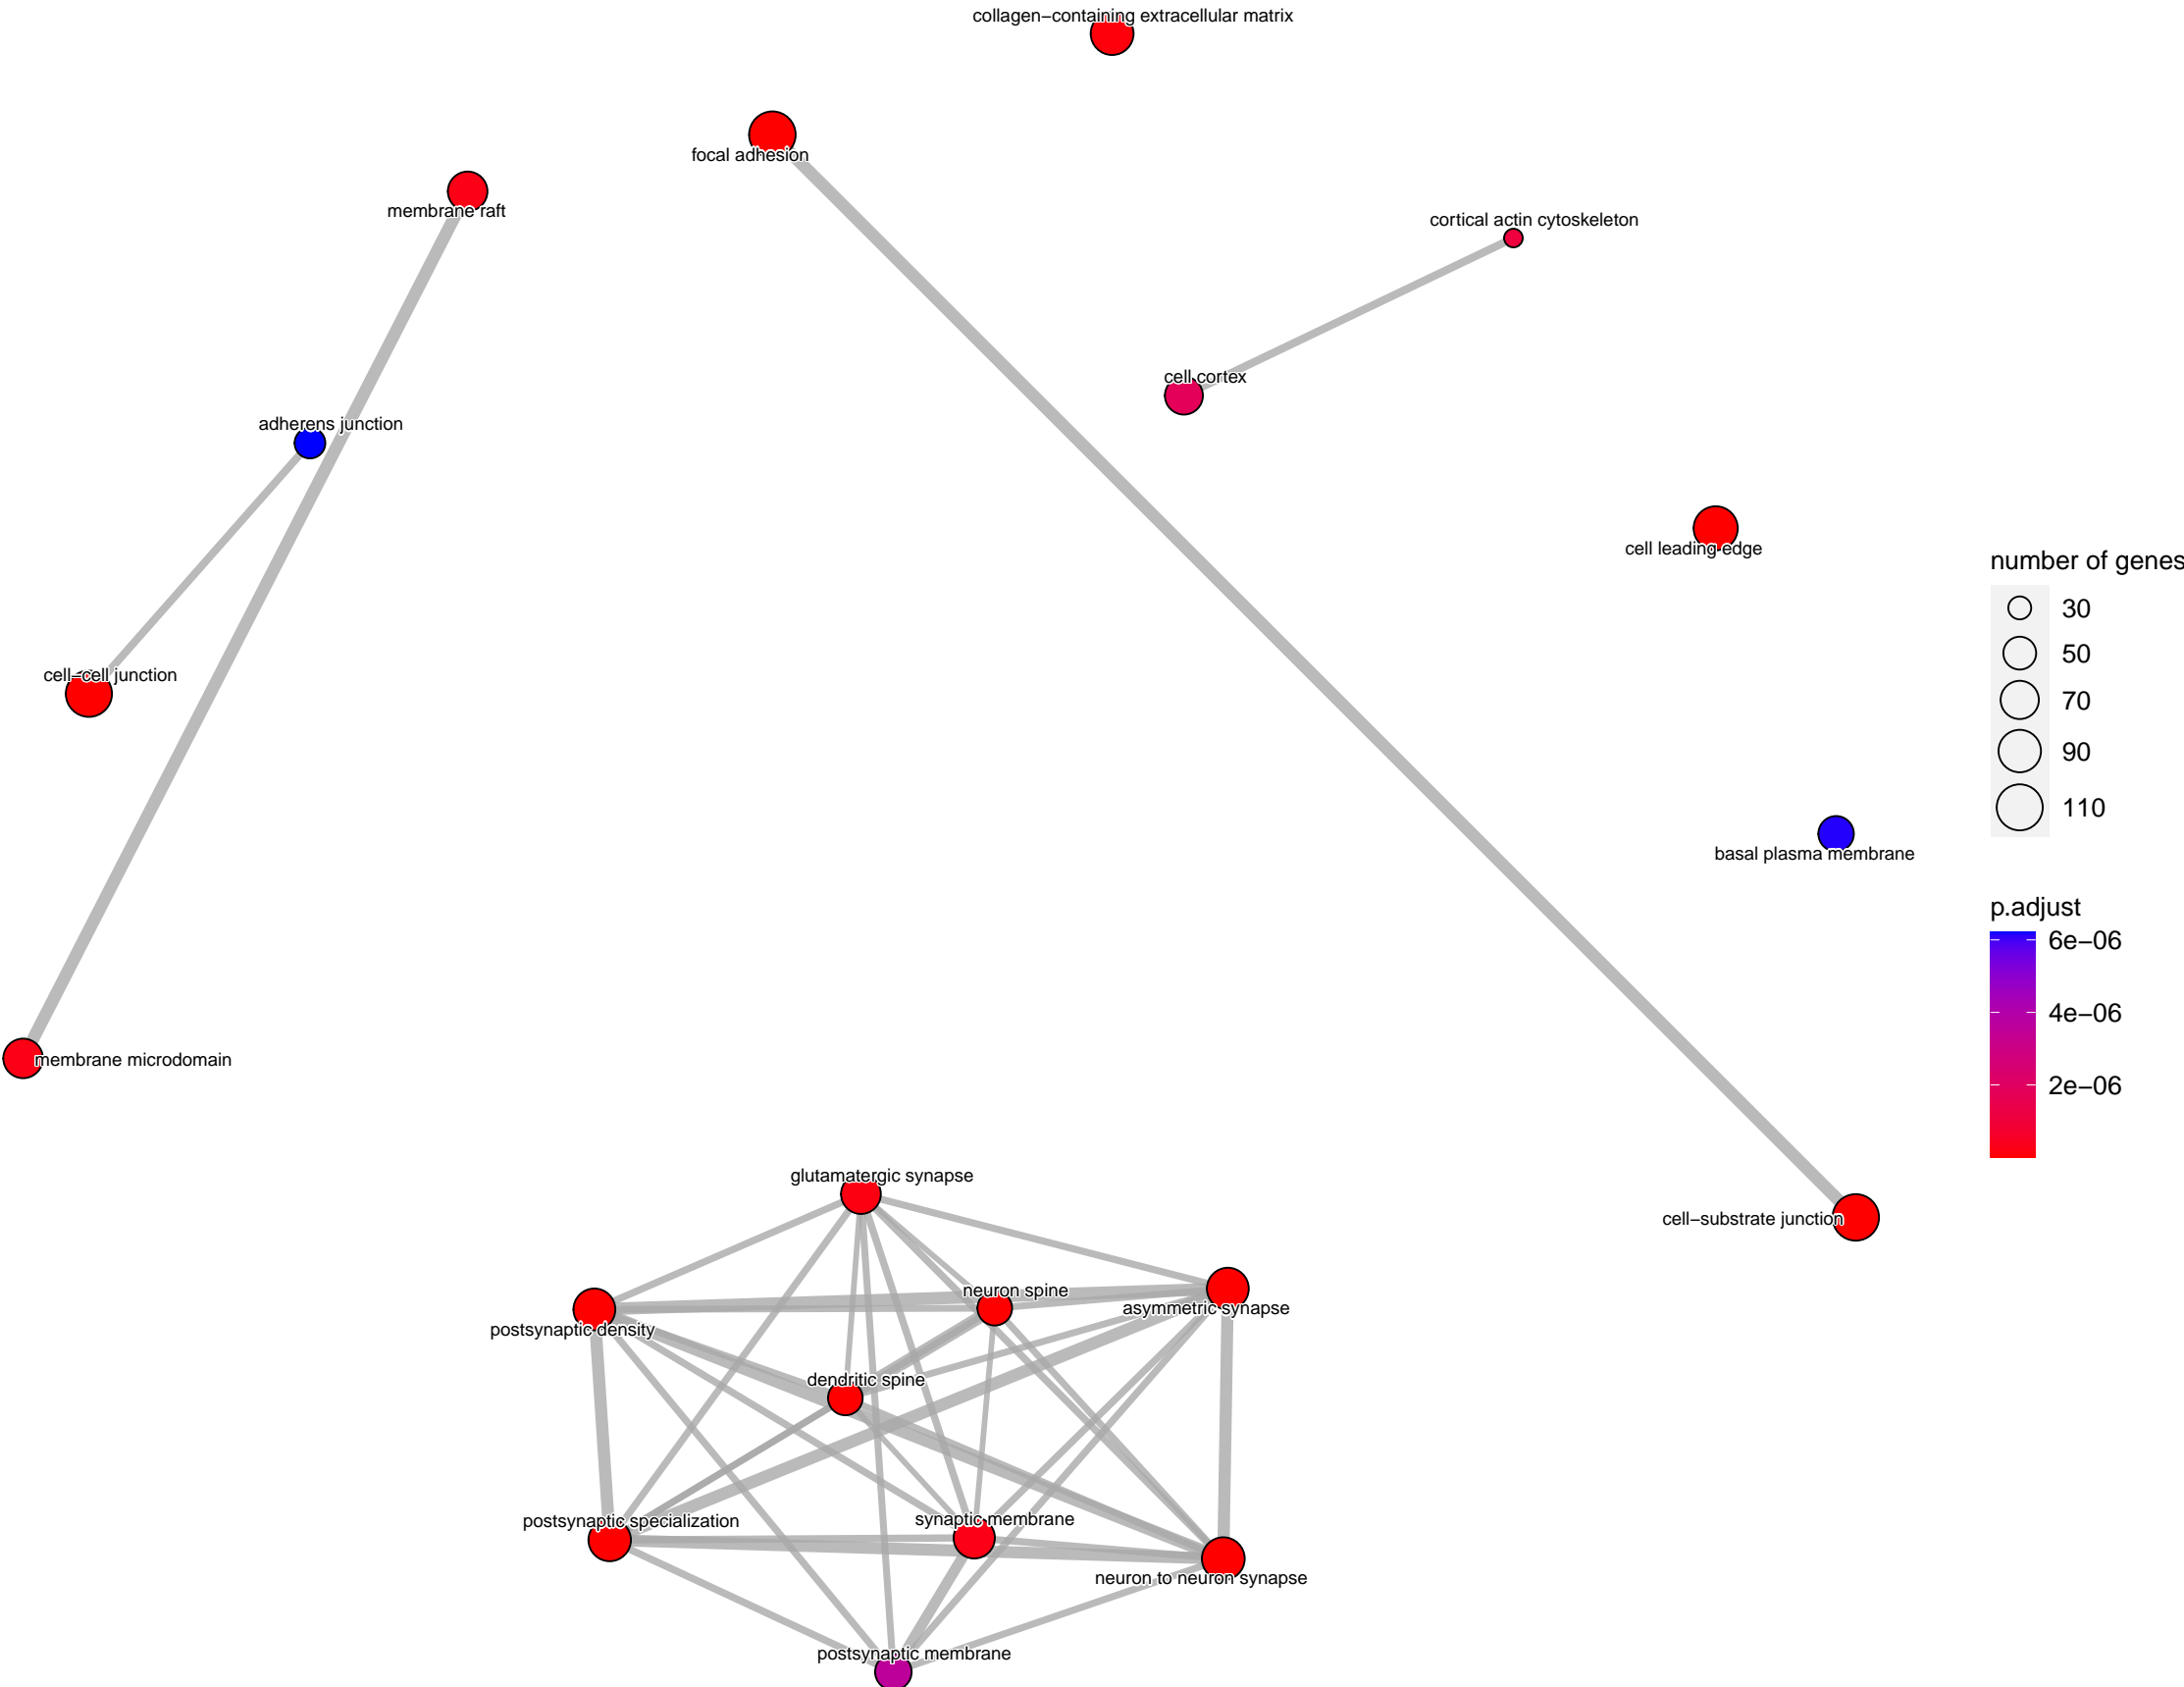 collagen−containing extracellular matrix
focal adhesion
membrane raft
cortical actin cytoskeleton
cell cortex
adherens junction
cell leading edge
number of genes
30
50
70
90
110
cell−cell junction
basal plasma membrane
p.adjust
6e−06
4e−06
2e−06
membrane microdomain
glutamatergic synapse
cell−substrate junction
neuron spine
asymmetric synapse
postsynaptic density
dendritic spine
postsynaptic specialization
synaptic membrane
neuron to neuron synapse
postsynaptic membrane